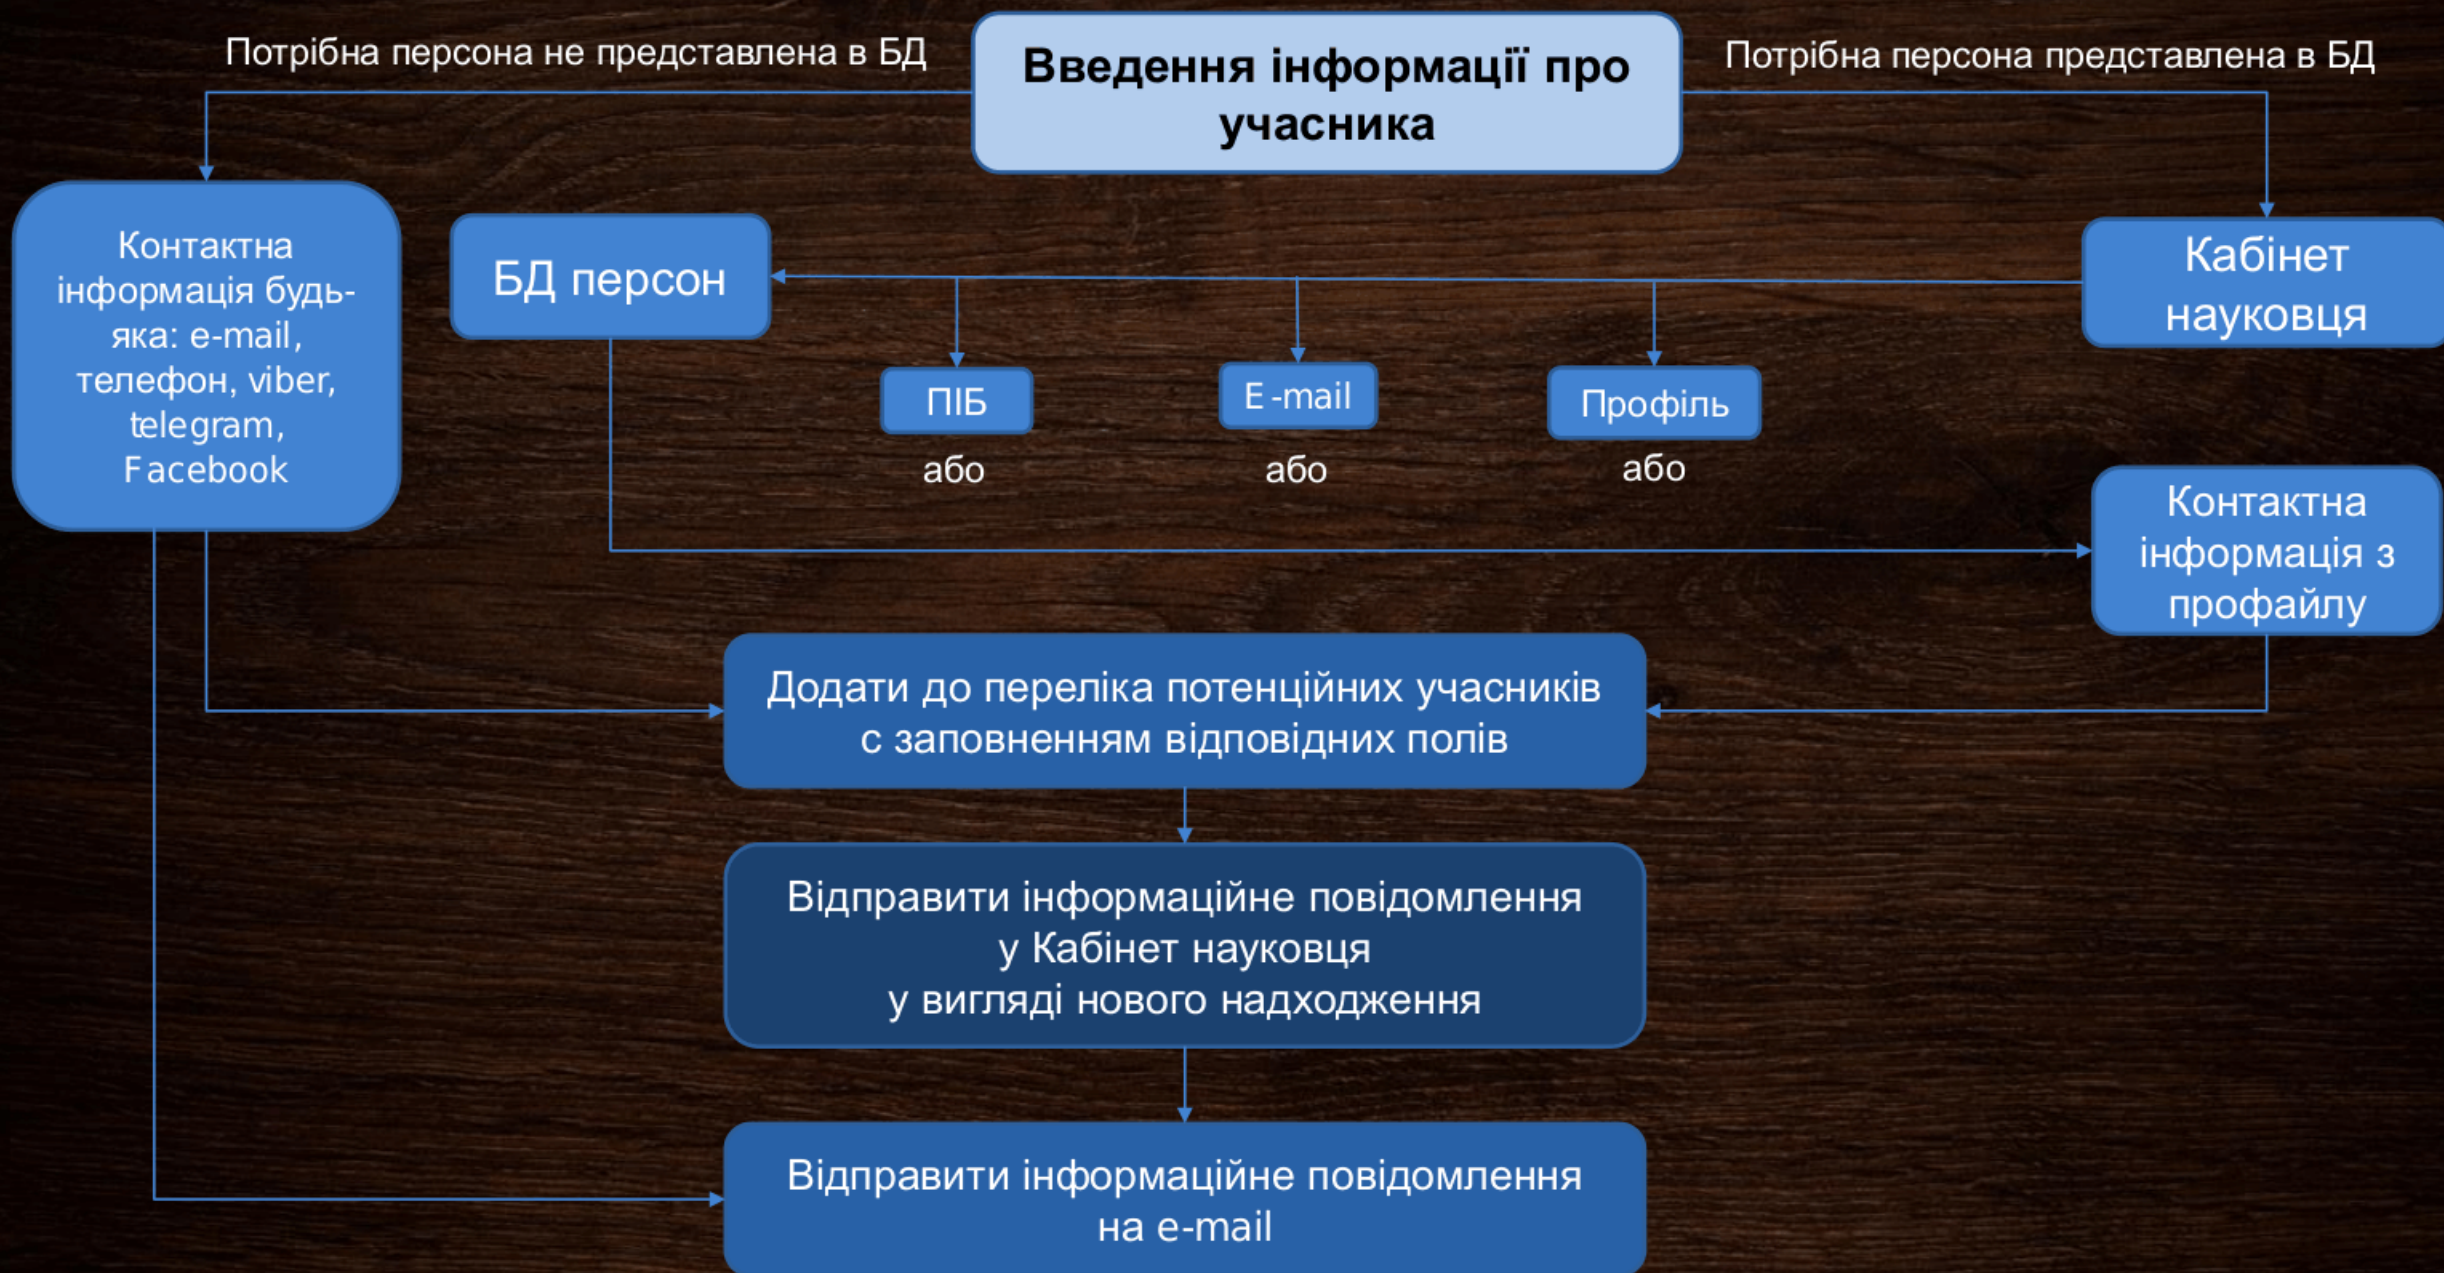 Потрібна персона не представлена в БД
Введення інформації про
учасника
Потрібна персона представлена в БД
Контактна
інформація будь-
яка: e-mail,
телефон, viber,
telegram,
Facebook
БД персон
Кабінет
науковця
ПІБ
E-mail
Профіль
або
або
або
Контактна
інформація з
профайлу
Додати до переліка потенційних учасників
с заповненням відповідних полів
Відправити інформаційне повідомлення
у Кабінет науковця
у вигляді нового надходження
Відправити інформаційне повідомлення
на e-mail